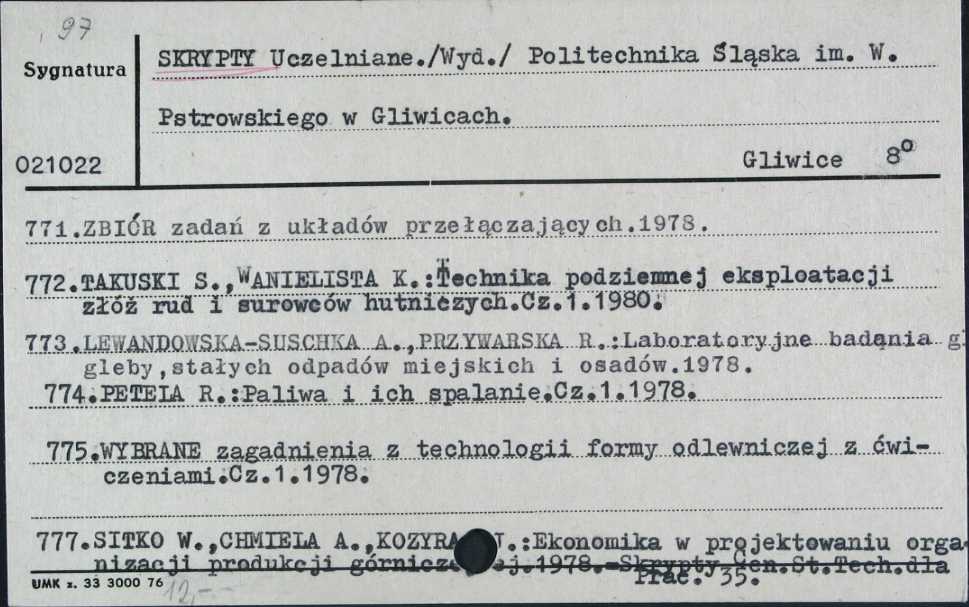 97
SKRYPTY Uczelniane./Wyd./ Politechnika Śląska im. W.
Sygnatura
Pstrowskiego w Gliwicach.
021022
Gliwice 8º
771.ZBIÓR zadań z układów przełączających.1978.
772.TAKUSKI S.,WANIELISTA K.:Technika podziemnej eksploatacji
złóż rud i surowców hutniczych.Cz.1.1980.
773.LEWANDOWSKA-SUSCHKA A.,PRZYWARSKA R.:Laboratoryjne badania gl
gleby,stałych odpadów miejskich i osadów.1978.
774.PETELA R.:Paliwa i ich spalanie.Cz.1.1978.
775.WYBRANE zagadnienia z technologii formy odlewniczej z ćwi-
czeniami.Cz.1.1978.
777.SITKO W.,CHMIELA A.,KOZYRA J.:Ekonomika w projektowaniu orga-
nizacji produkcji górniczej.1978.-Skrypty Cen.St.Tech.dla
Prac. 35.
UMK z. 33 3000 76
12,-